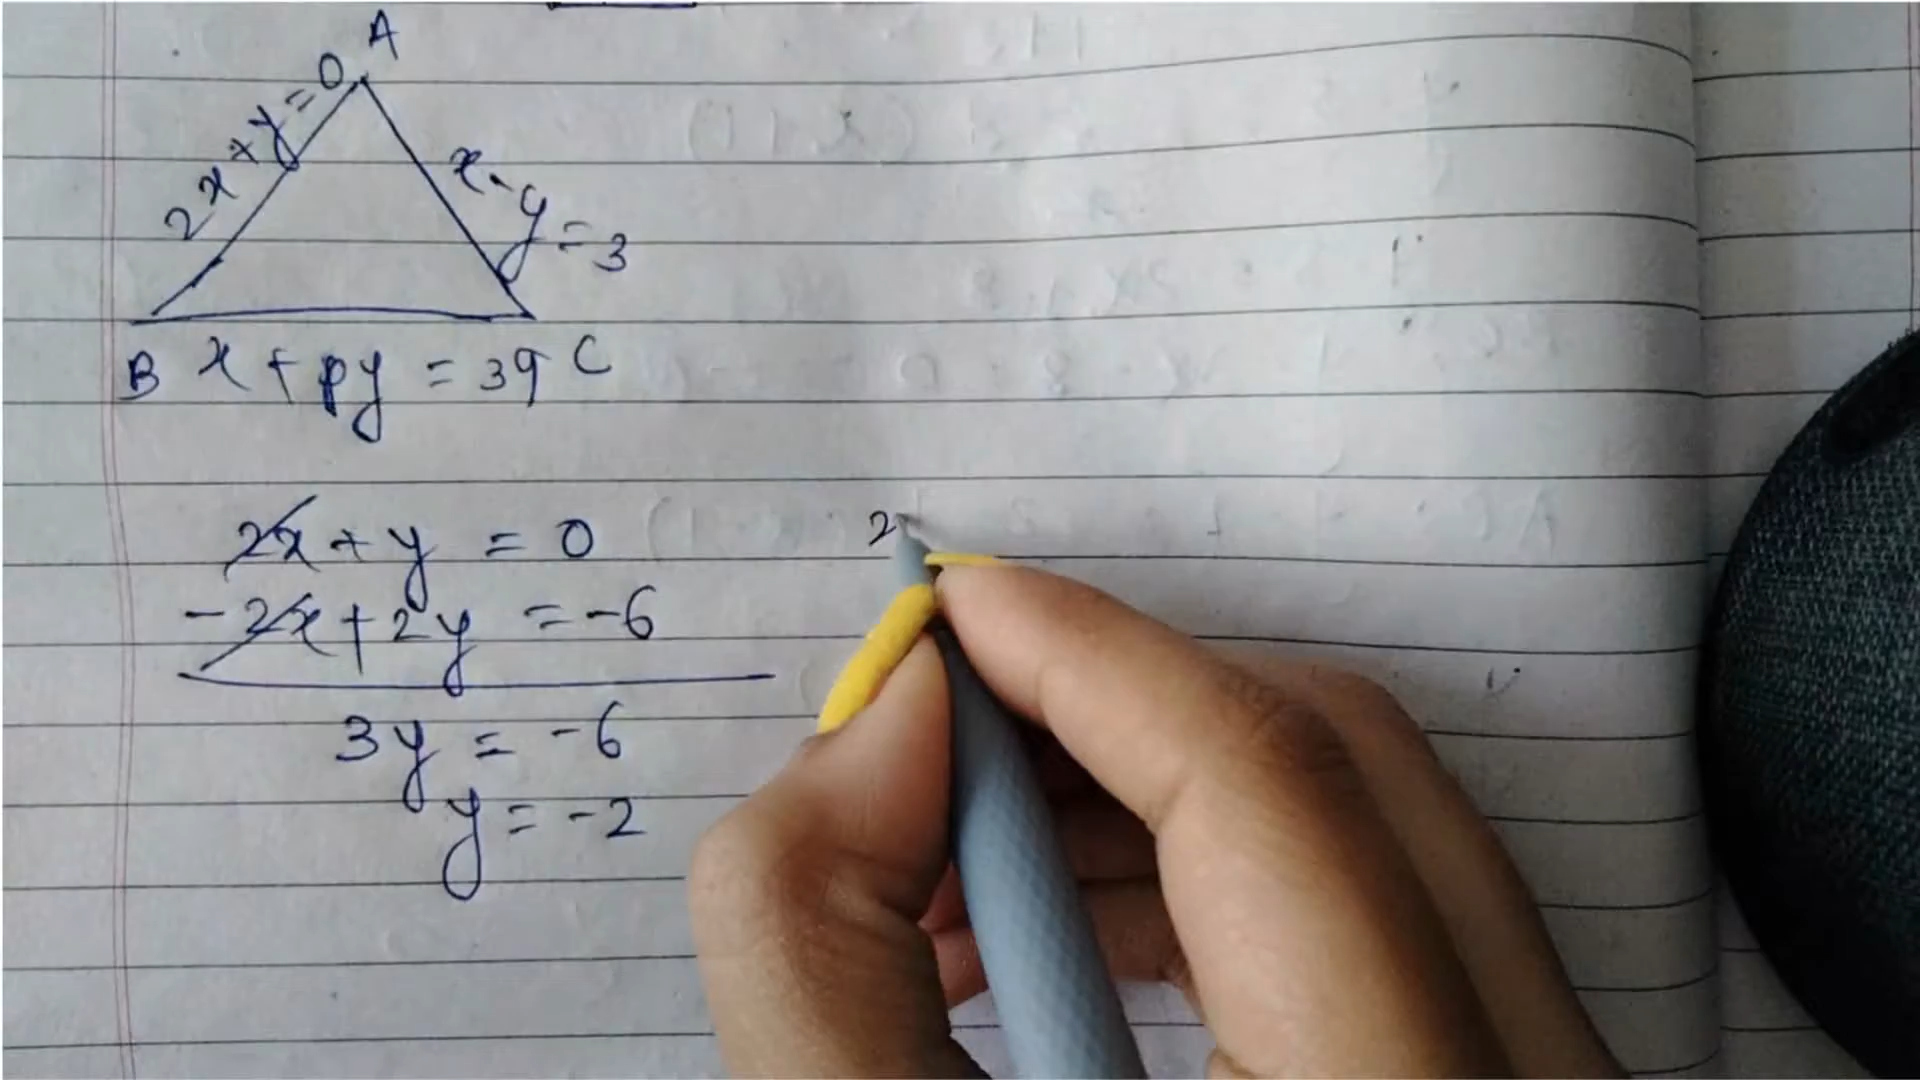 A
2x + y = 0
x - y = 3
B x + py = 39 C
2x + y = 0
- 2x + 2y = -6
3y = -6
y = -2
2